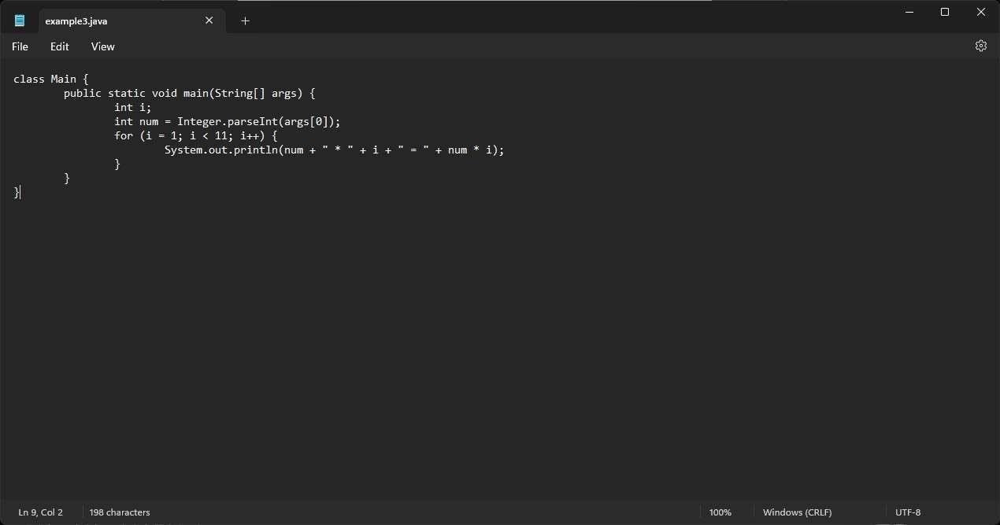 example3.java
File Edit View
class Main {
	public static void main(String[] args) {
		int i;
		int num = Integer.parseInt(args[0]);
		for (i = 1; i < 11; i++) {
			System.out.println(num + " * " + i + " = " + num * i);
		}
	}
}
Ln 9, Col 2 198 characters 100% Windows (CRLF) UTF-8